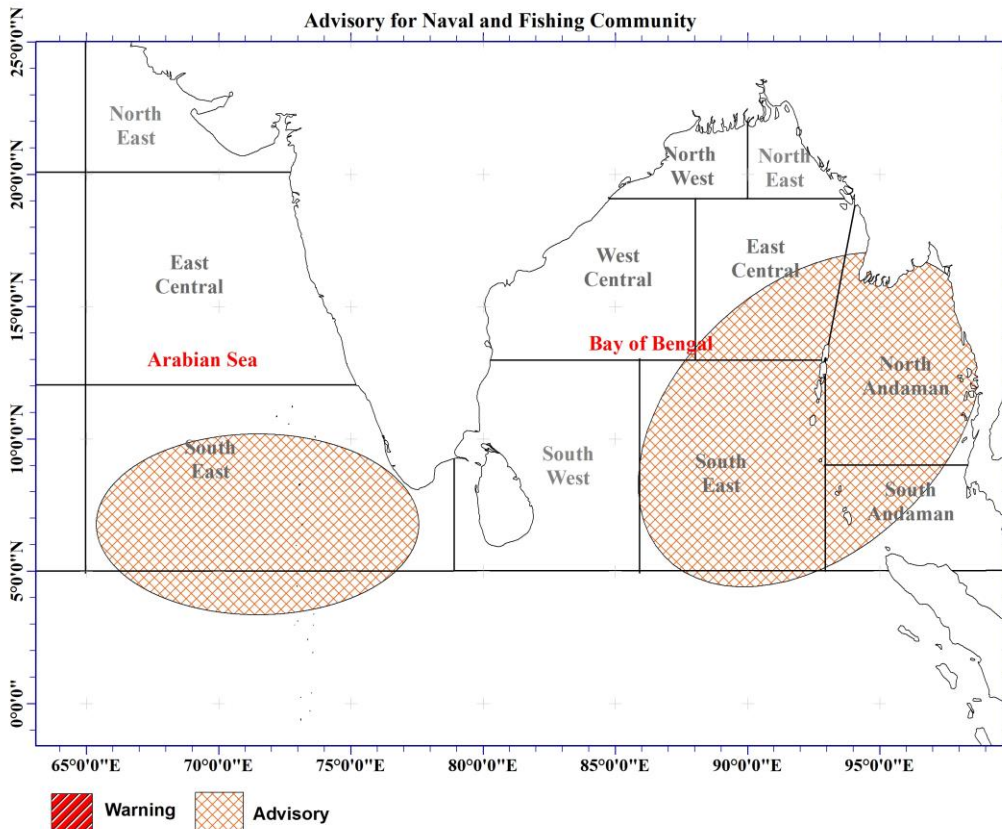 Advisory for Naval and Fishing Community
25°0'0"N
20°0'0"N
15°0'0"N
10°0'0"N
5°0'0"N
0°0'0"
North
East
North
West
North
East
East
Central
West
Central
East
Central
Arabian Sea
Bay of Bengal
North
Andaman
South
East
South
West
South
East
South
Andaman
65°0'0"E
70°0'0"E
75°0'0"E
80°0'0"E
85°0'0"E
90°0'0"E
95°0'0"E
Warning
Advisory